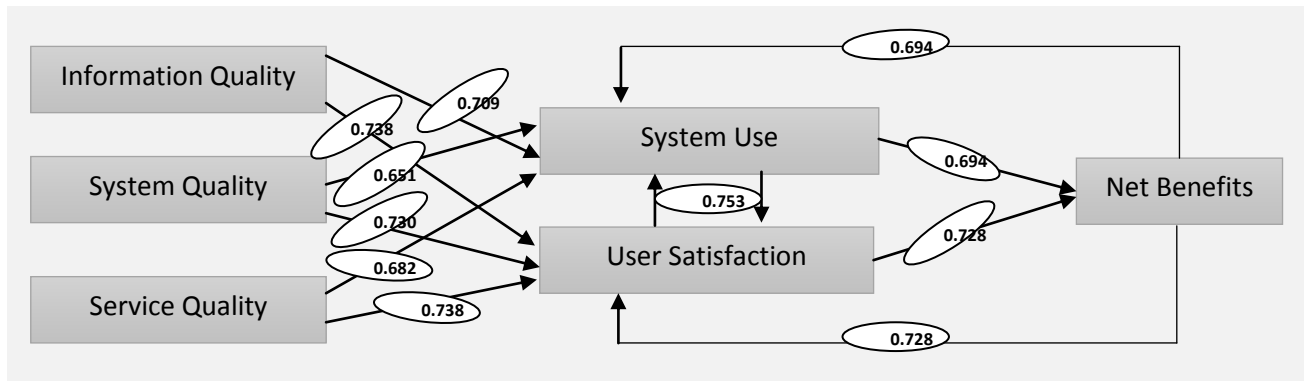 0.694
Information Quality
0.709
0.738
System Use
System Quality
0.651
0.694
Net Benefits
0.753
0.730
User Satisfaction
0.728
0.682
Service Quality
0.738
0.728